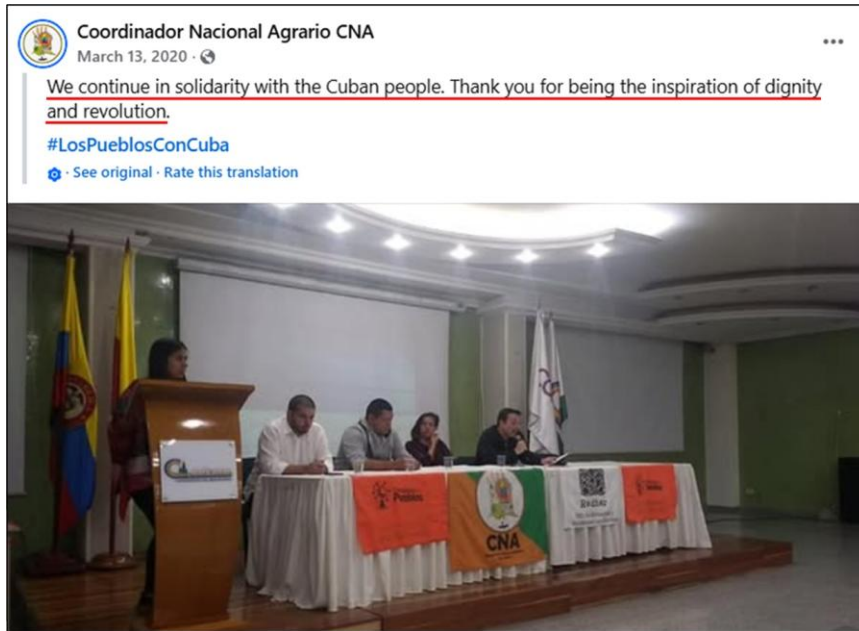 Coordinador Nacional Agrario CNA
March 13, 2020
We continue in solidarity with the Cuban people. Thank you for being the inspiration of dignity
and revolution.
#LosPueblosConCuba
· See original · Rate this translation
Pueblos
CNA